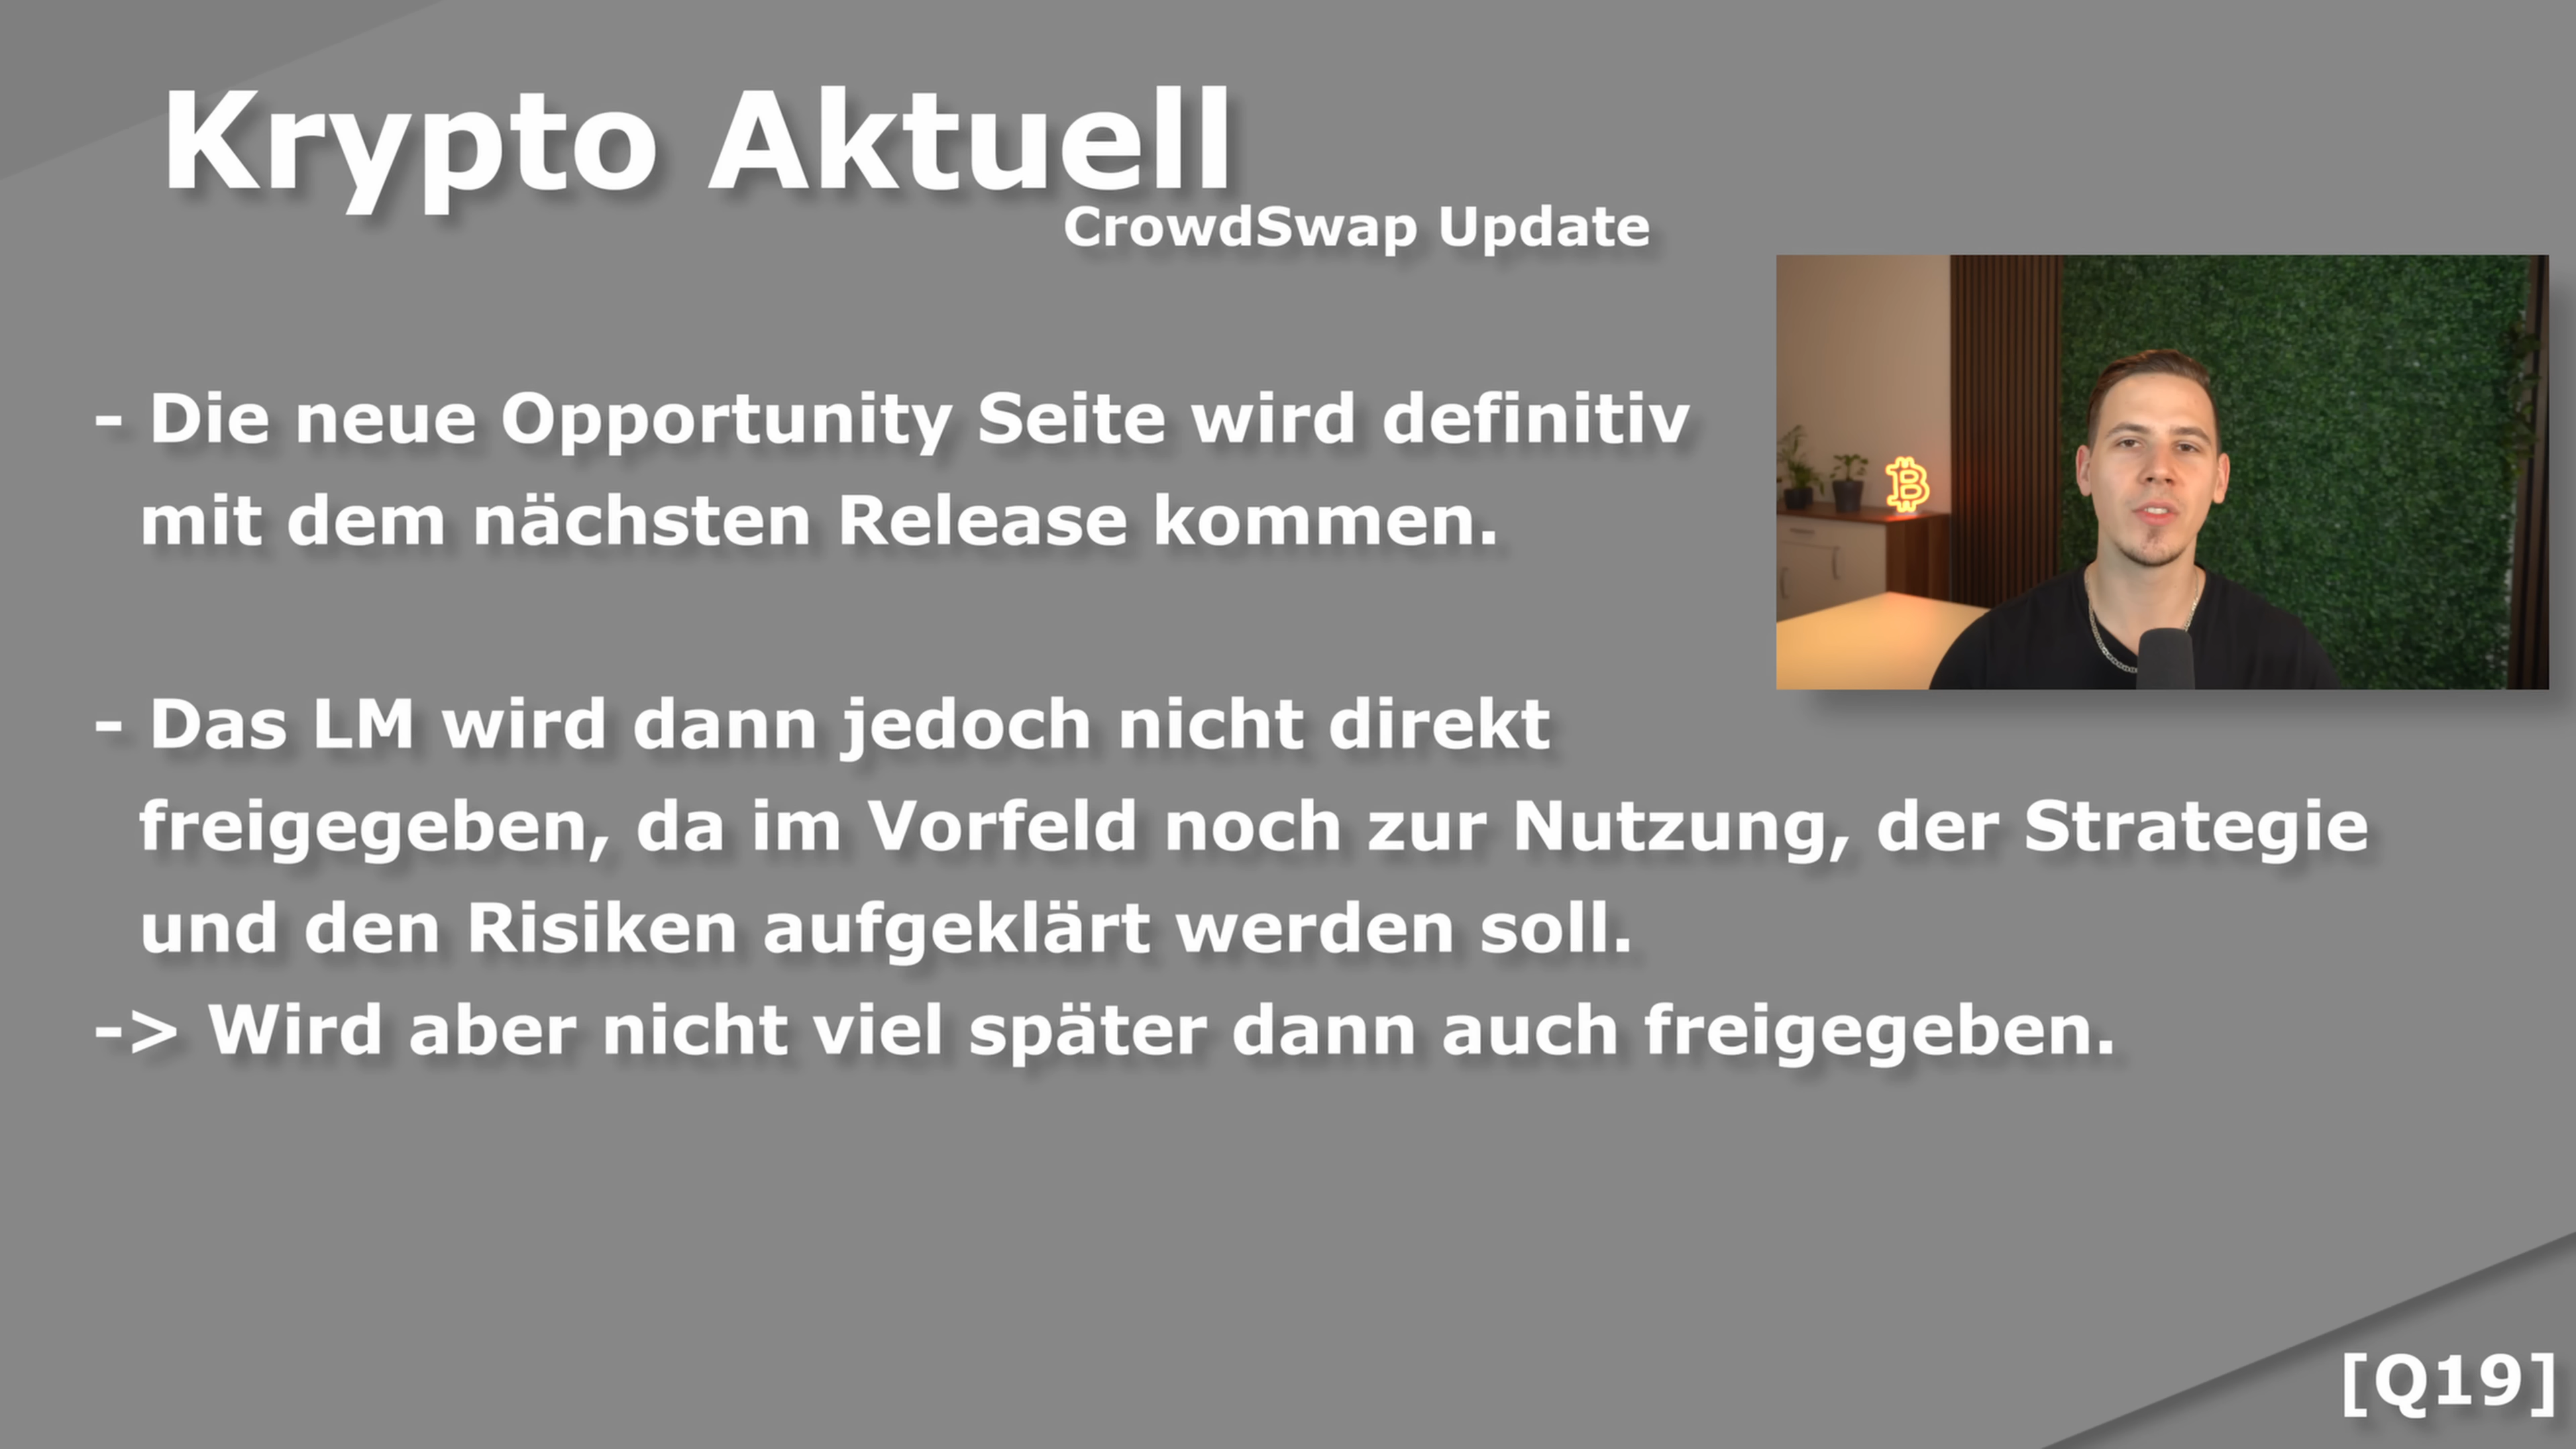 Krypto Aktuell
CrowdSwap Update
- Die neue Opportunity Seite wird definitiv
mit dem nächsten Release kommen.
- Das LM wird dann jedoch nicht direkt
freigegeben, da im Vorfeld noch zur Nutzung, der Strategie
und den Risiken aufgeklärt werden soll.
-> Wird aber nicht viel später dann auch freigegeben.
[Q19]